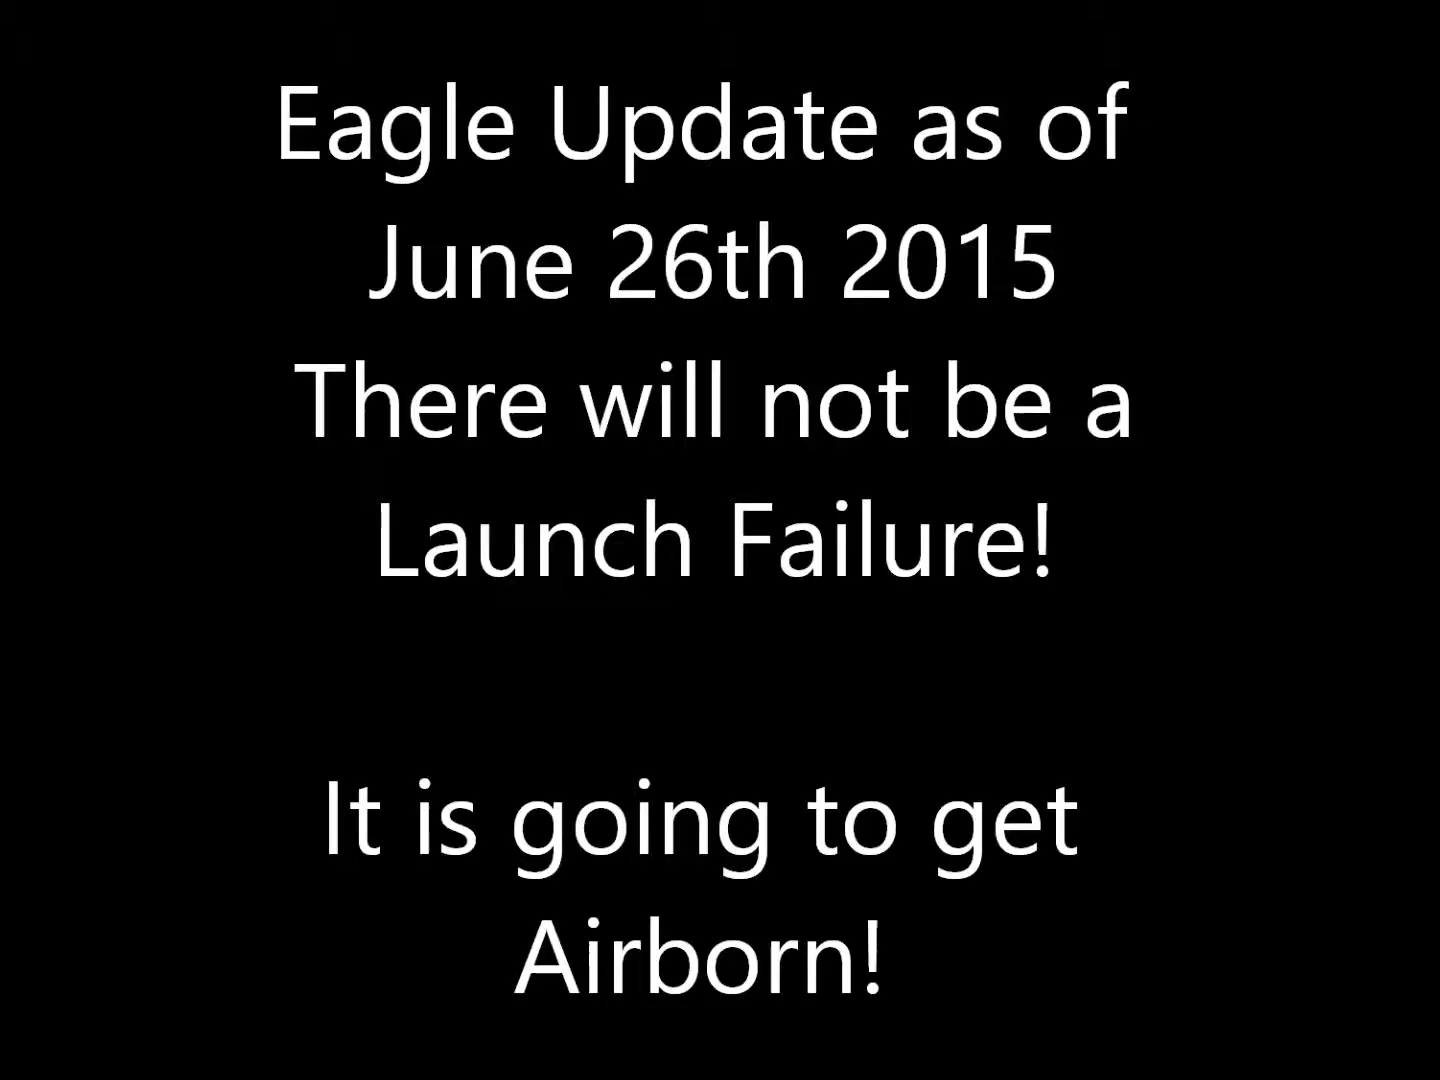 Eagle Update as of
June 26th 2015
There will not be a
Launch Failure!
It is going to get
Airborn!